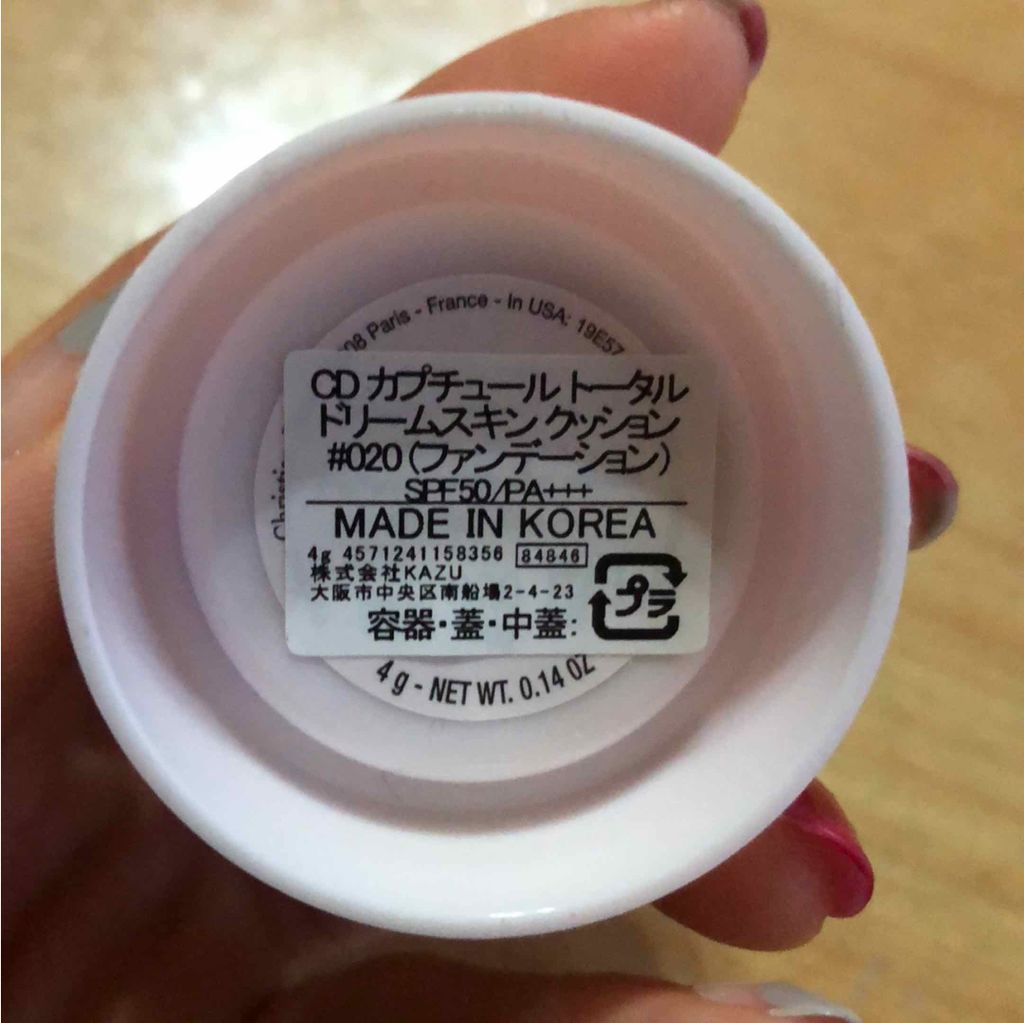 08 Paris - France - In USA: 19E57
CD カプチュール トータル
ドリームスキン クッション
#020 (ファンデーション)
SPF50/PA+++
MADE IN KOREA
4g 4571241158356 84846
株式会社KAZU
大阪市中央区南船場2-4-23
容器・蓋・中蓋:
プラ
4 g - NET WT. 0.14 OZ